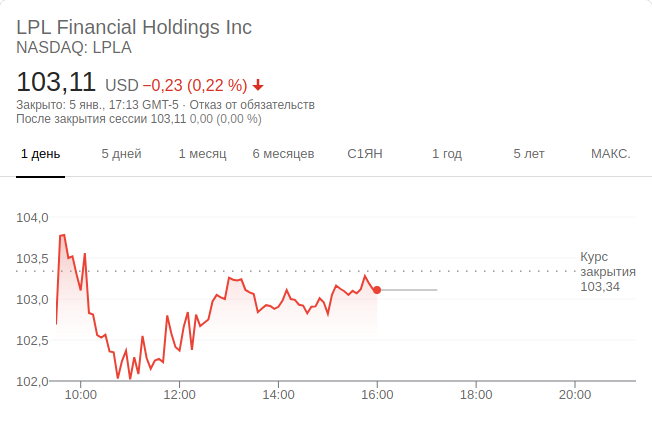 LPL Financial Holdings Inc
NASDAQ: LPLA
103,11 USD −0,23 (0,22 %)
Закрыто: 5 янв., 17:13 GMT-5 · Отказ от обязательств
После закрытия сессии 103,11 0,00 (0,00 %)
1 день 5 дней 1 месяц 6 месяцев С1ЯН 1 год 5 лет МАКС.
104,0
103,5
103,0
102,5
102,0
Курс
закрытия
103,34
10:00 12:00 14:00 16:00 18:00 20:00